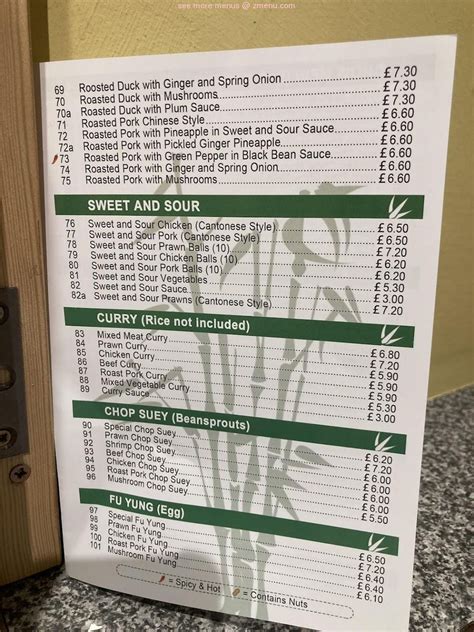 see more menus @ zmenu.com
69 Roosted Duck with Ginger and Spring Onion £7.30
70 Roasted Duck with Mushrooms £7.30
70a Roasted Duck with Plum Sauce £7.30
71 Roasted Pork Chinese Style £6.60
72 Roasted Pork with Pineapple in Sweet and Sour Sauce £6.60
72a Roasted Pork with Pickled Ginger Pineapple £6.60
73 Roasted Pork with Green Pepper in Black Bean Sauce £6.60
74 Roasted Pork with Ginger and Spring Onion £6.60
75 Roasted Pork with Mushrooms £6.60
SWEET AND SOUR
76 Sweet and Sour Chicken (Cantonese Style) £6.50
77 Sweet and Sour Pork (Cantonese Style) £6.50
78 Sweet and Sour Prawn Balls (10) £7.20
79 Sweet and Sour Chicken Balls (10) £6.20
80 Sweet and Sour Pork Balls (10) £6.20
81 Sweet and Sour Vegetables £5.30
82 Sweet and Sour Sauce £3.00
82a Sweet and Sour Prawns (Cantonese Style) £7.20
CURRY (Rice not included)
83 Mixed Meat Curry £6.80
84 Prawn Curry £7.20
85 Chicken Curry £5.90
86 Beef Curry £5.90
87 Roast Pork Curry £5.90
88 Mixed Vegetable Curry £5.30
89 Curry Sauce £3.00
CHOP SUEY (Beansprouts)
90 Special Chop Suey £6.20
91 Prawn Chop Suey £7.20
92 Shrimp Chop Suey £6.00
93 Beef Chop Suey £6.00
94 Chicken Chop Suey £6.00
95 Roast Pork Chop Suey £6.00
96 Mushroom Chop Suey £5.50
FU YUNG (Egg)
97 Special Fu Yung £6.50
98 Prawn Fu Yung £7.20
99 Chicken Fu Yung £6.40
100 Roast Pork Fu Yung £6.40
101 Mushroom Fu Yung £6.20
= Spicy & Hot = Contains Nuts